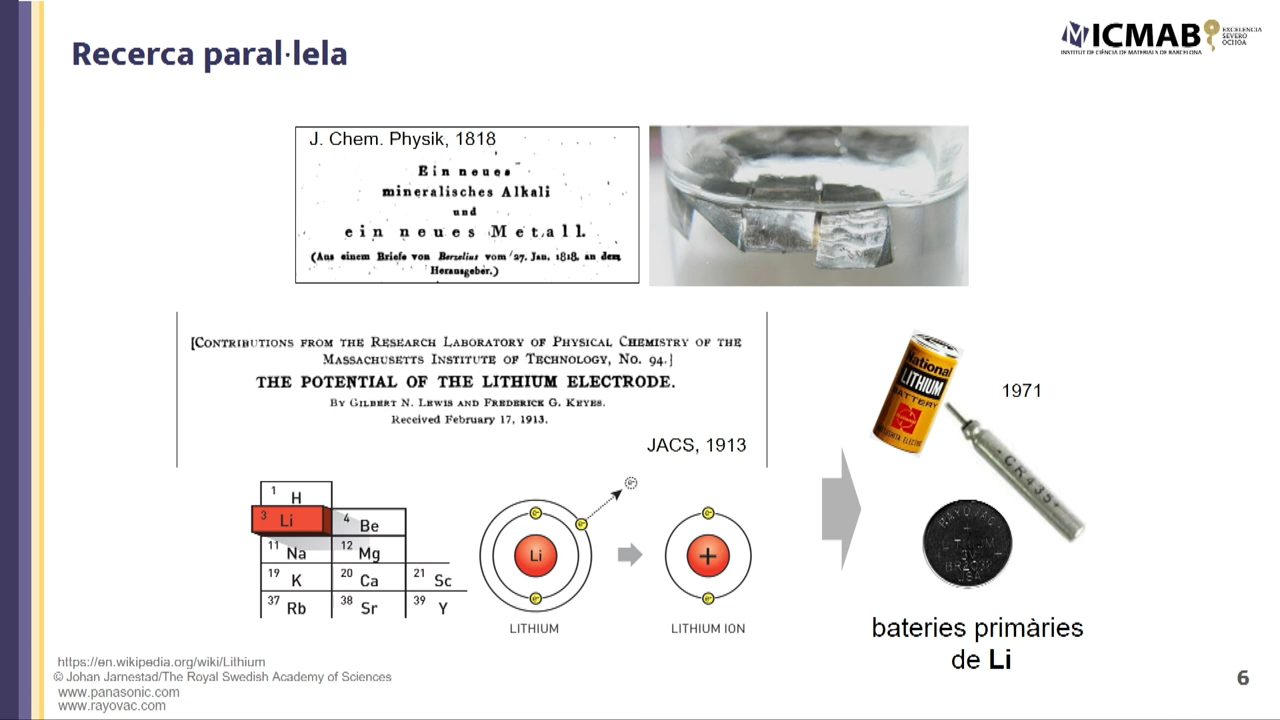 Recerca paral·lela
ICMAB
EXCELENCIA
SEVERO
OCHOA
INSTITUT DE CIÈNCIA DE MATERIALS DE BARCELONA
J. Chem. Physik, 1818
Ein neues
mineralisches Alkali
und
ein neues Metall.
(Aus einem Briefe von Berzelius vom 27. Jan. 1818. an dem
Herausgeber.)
[CONTRIBUTIONS FROM THE RESEARCH LABORATORY OF PHYSICAL CHEMISTRY OF THE
MASSACHUSETTS INSTITUTE OF TECHNOLOGY, NO. 94.]
THE POTENTIAL OF THE LITHIUM ELECTRODE.
BY GILBERT N. LEWIS AND FREDERICK G. KEYES.
Received February 17, 1913.
JACS, 1913
National
LITHIUM
BATTERY
1971
CR435
RAYOVAC
+
LITHIUM
3V
BR2032
USA
1 H
3 Li
4 Be
11 Na
12 Mg
19 K
20 Ca
21 Sc
37 Rb
38 Sr
39 Y
e-
e-
e-
e-
Li
LITHIUM
e-
+
e-
LITHIUM ION
bateries primàries
de Li
https://en.wikipedia.org/wiki/Lithium
© Johan Jarnestad/The Royal Swedish Academy of Sciences
www.panasonic.com
www.rayovac.com
6